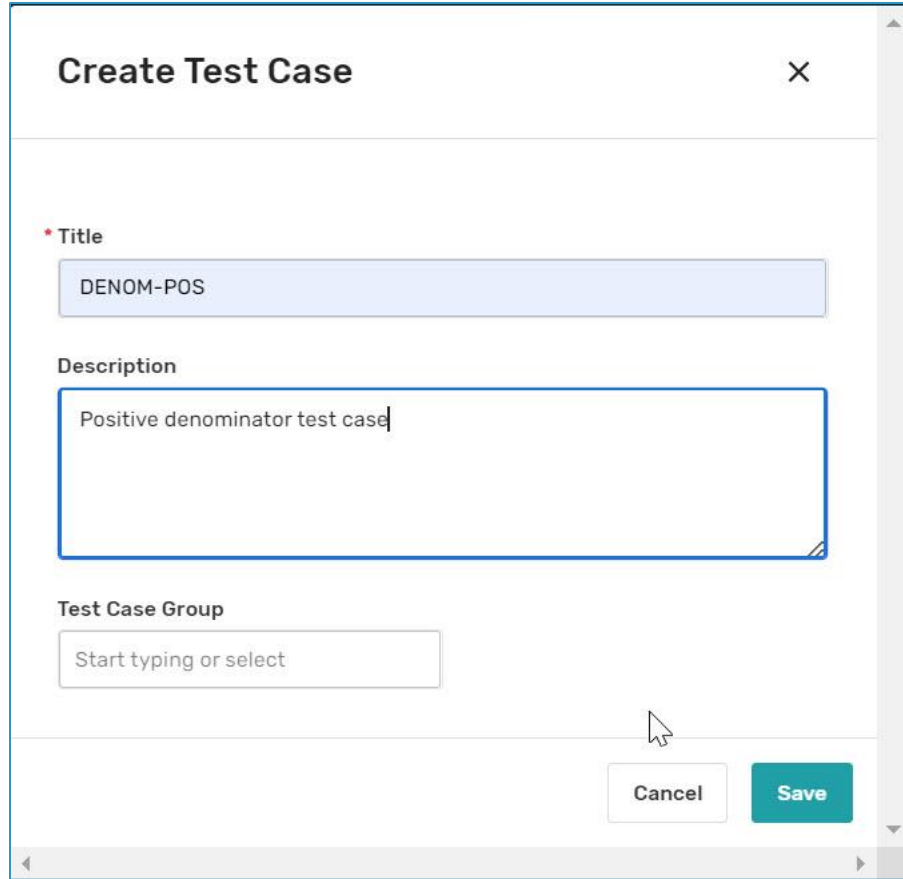 Create Test Case
* Title
DENOM-POS
Description
Positive denominator test case
Test Case Group
Start typing or select
Cancel
Save